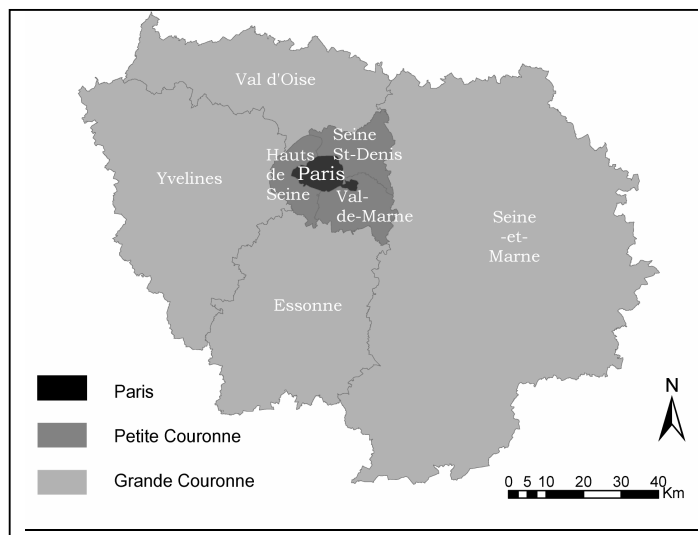 Val d'Oise
Seine
St-Denis
Hauts
de
Seine
Paris
Yvelines
Val-
de-Marne
Seine
-et-
Marne
Essonne
Paris
Petite Couronne
Grande Couronne
N
0 5 10 20 30 40
Km